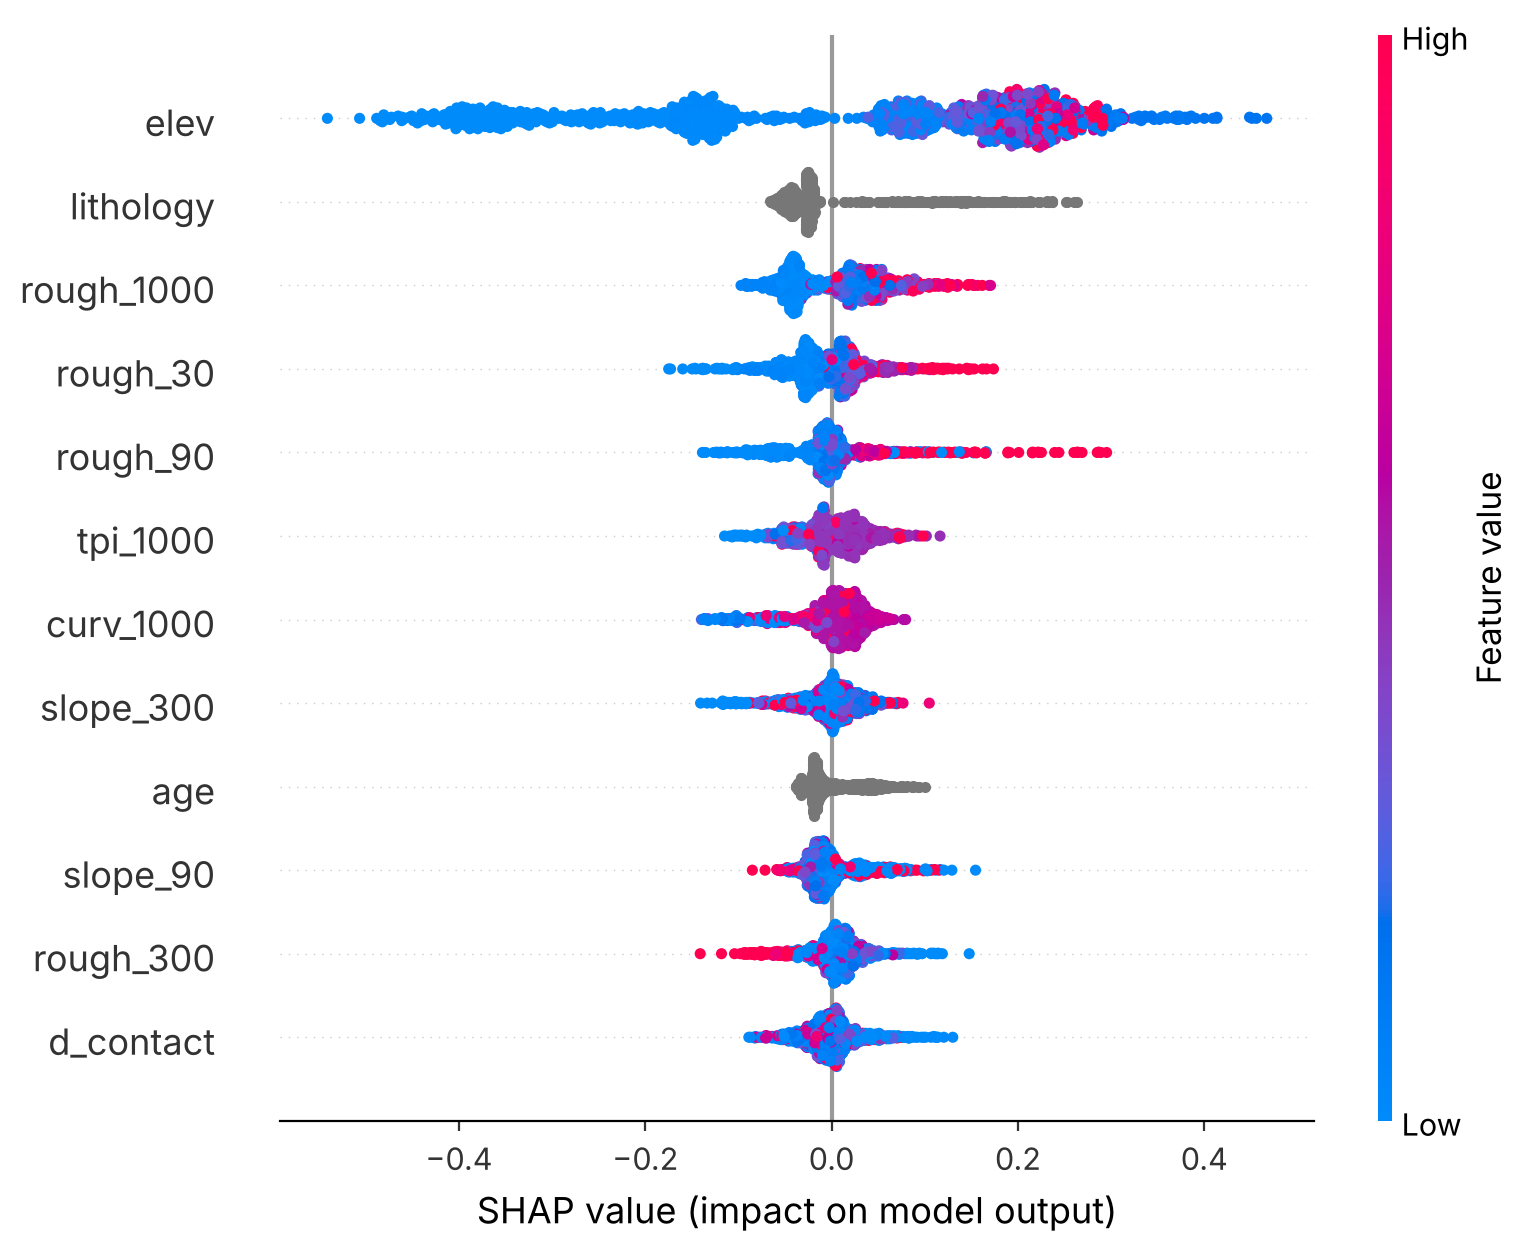 High
elev
lithology
rough_1000
rough_30
rough_90
tpi_1000
curv_1000
slope_300
age
slope_90
rough_300
d_contact
Low
Feature value
−0.4
−0.2
0.0
0.2
0.4
SHAP value (impact on model output)